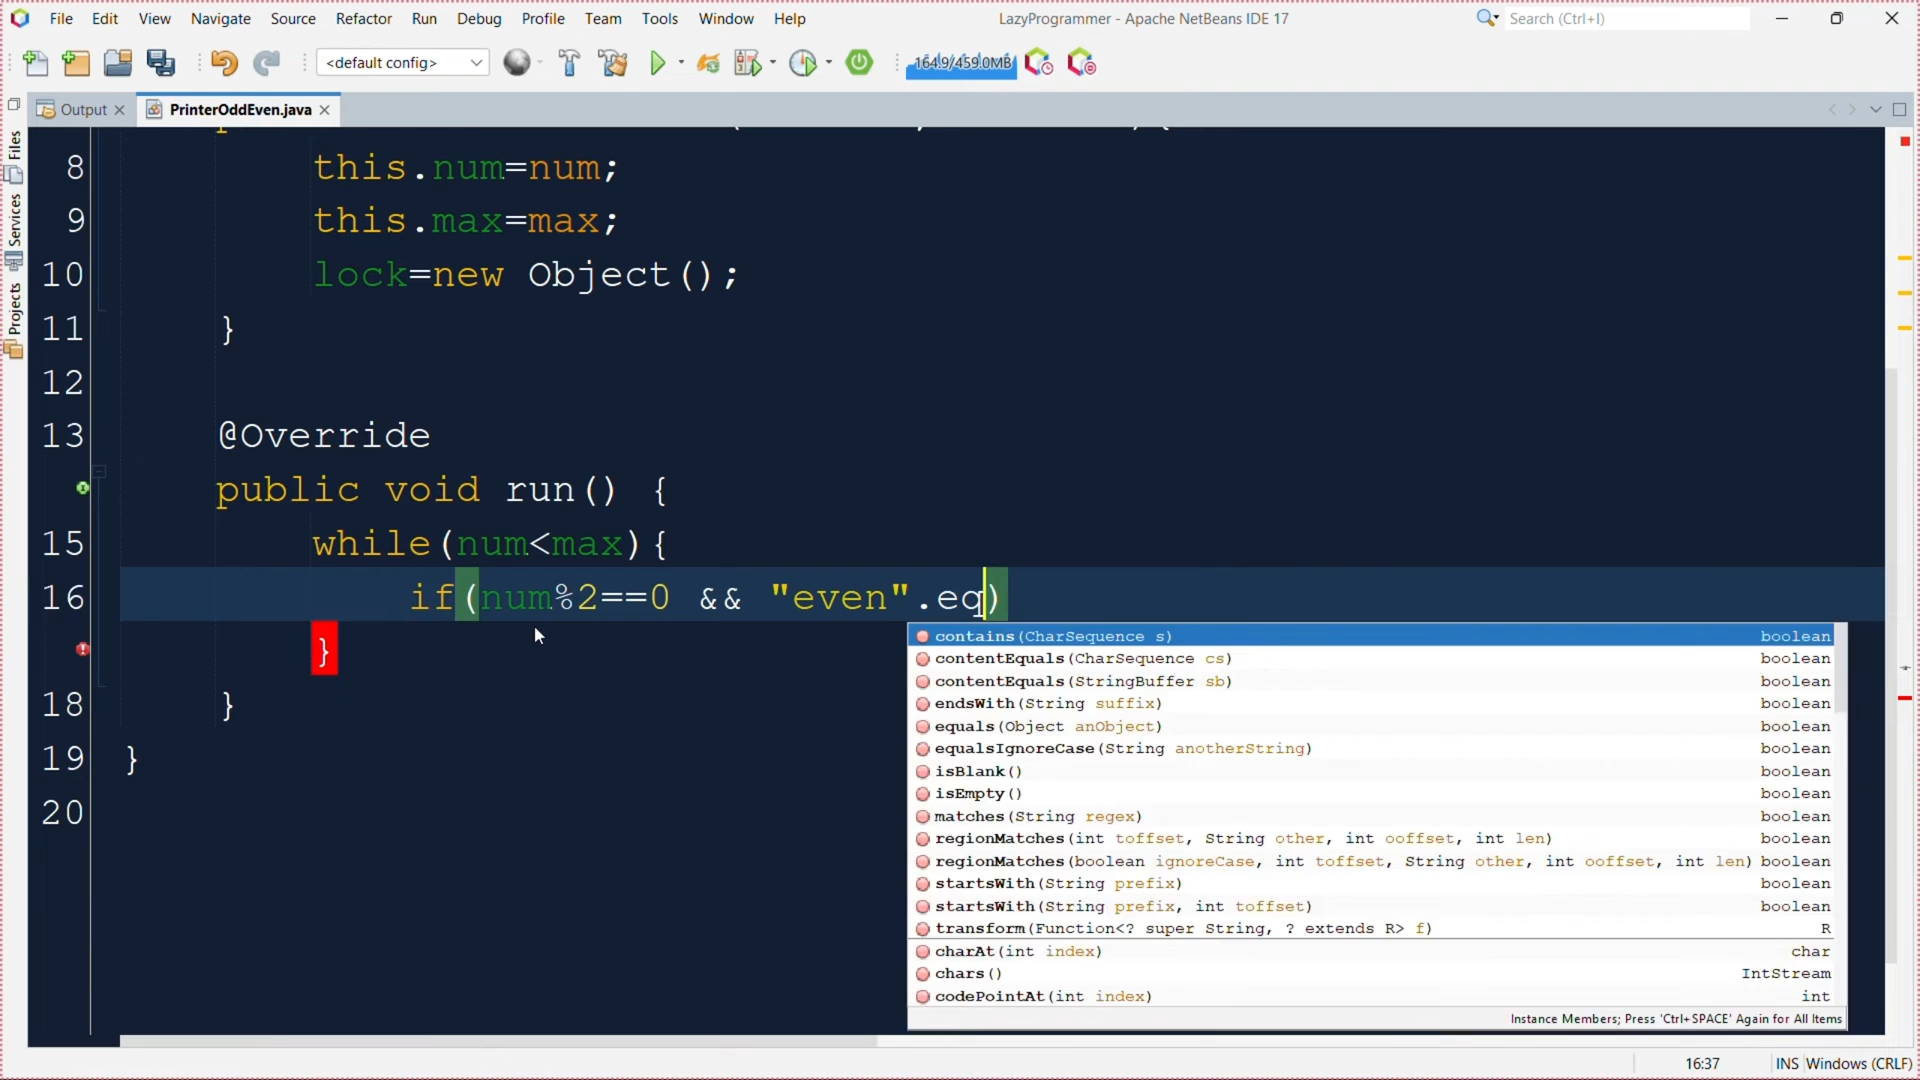 File Edit View Navigate Source Refactor Run Debug Profile Team Tools Window Help LazyProgrammer - Apache NetBeans IDE 17 Search (Ctrl+I)
<default config> 164.9/459.0MB
Output PrinterOddEven.java
Files
Services
Projects
8 this.num=num;
9 this.max=max;
10 lock=new Object();
11 }
12
13 @Override
public void run() {
15 while(num<max){
16 if(num%2==0 && "even".eq)
}
18 }
19 }
20
contains(CharSequence s) boolean
contentEquals(CharSequence cs) boolean
contentEquals(StringBuffer sb) boolean
endsWith(String suffix) boolean
equals(Object anObject) boolean
equalsIgnoreCase(String anotherString) boolean
isBlank() boolean
isEmpty() boolean
matches(String regex) boolean
regionMatches(int toffset, String other, int ooffset, int len) boolean
regionMatches(boolean ignoreCase, int toffset, String other, int ooffset, int len) boolean
startsWith(String prefix) boolean
startsWith(String prefix, int toffset) boolean
transform(Function<? super String, ? extends R> f) R
charAt(int index) char
chars() IntStream
codePointAt(int index) int
Instance Members; Press 'Ctrl+SPACE' Again for All Items
16:37 INS Windows (CRLF)